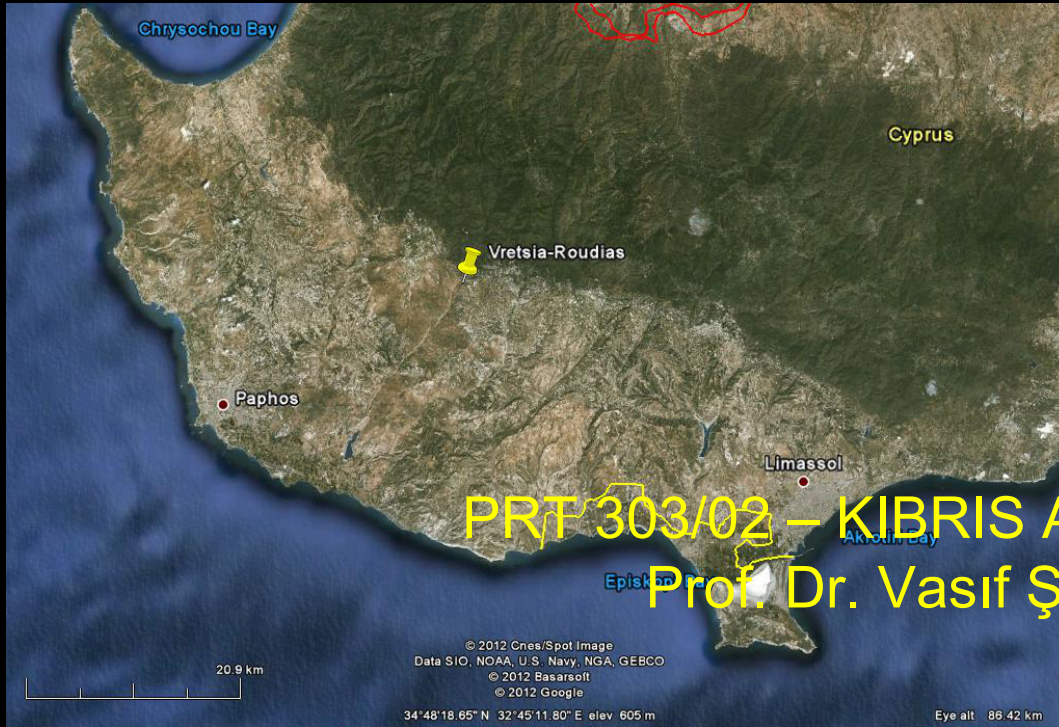 Chrysochou Bay
Cyprus
Vretsia-Roudias
Paphos
Limassol
PRT 303/02 – KIBRIS A
Akrotiri Bay
Episkopi Bay
Prof. Dr. Vasıf Ş
© 2012 Cnes/Spot Image
Data SIO, NOAA, U.S. Navy, NGA, GEBCO
© 2012 Basarsoft
© 2012 Google
20.9 km
34°48'18.65" N 32°45'11.80" E elev 605 m
Eye alt 86.42 km